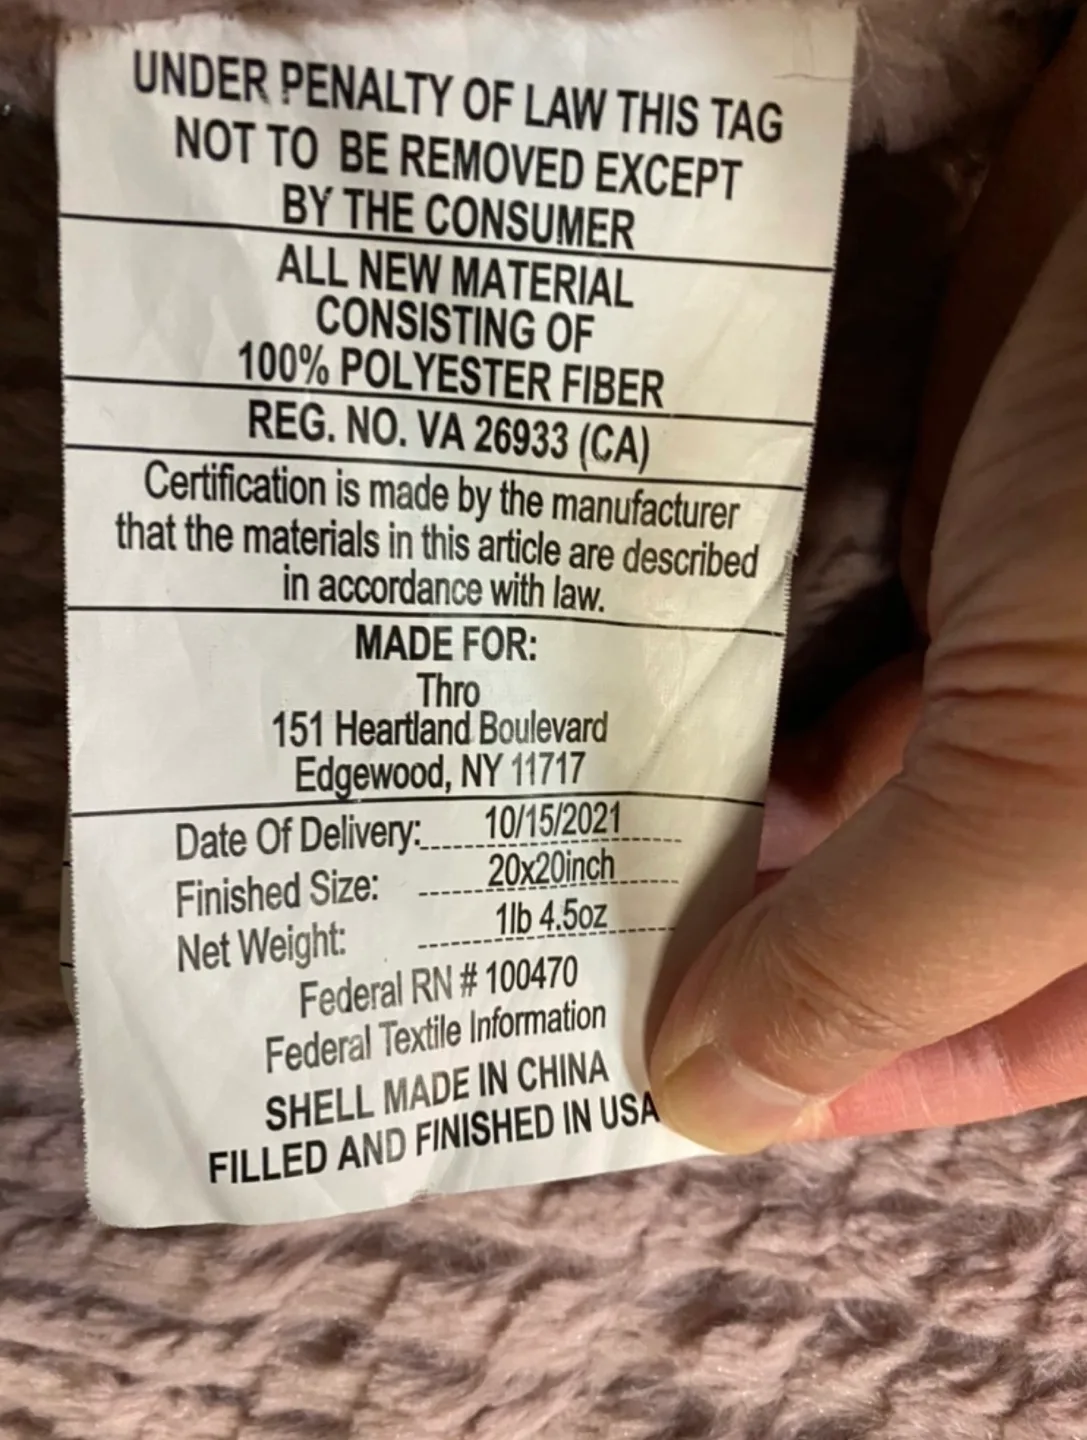 UNDER PENALTY OF LAW THIS TAG
NOT TO BE REMOVED EXCEPT
BY THE CONSUMER
ALL NEW MATERIAL
CONSISTING OF
100% POLYESTER FIBER
REG. NO. VA 26933 (CA)
Certification is made by the manufacturer
that the materials in this article are described
in accordance with law.
MADE FOR:
Thro
151 Heartland Boulevard
Edgewood, NY 11717
Date Of Delivery: 10/15/2021
Finished Size: 20x20inch
Net Weight: 1lb 4.5oz
Federal RN # 100470
Federal Textile Information
SHELL MADE IN CHINA
FILLED AND FINISHED IN USA